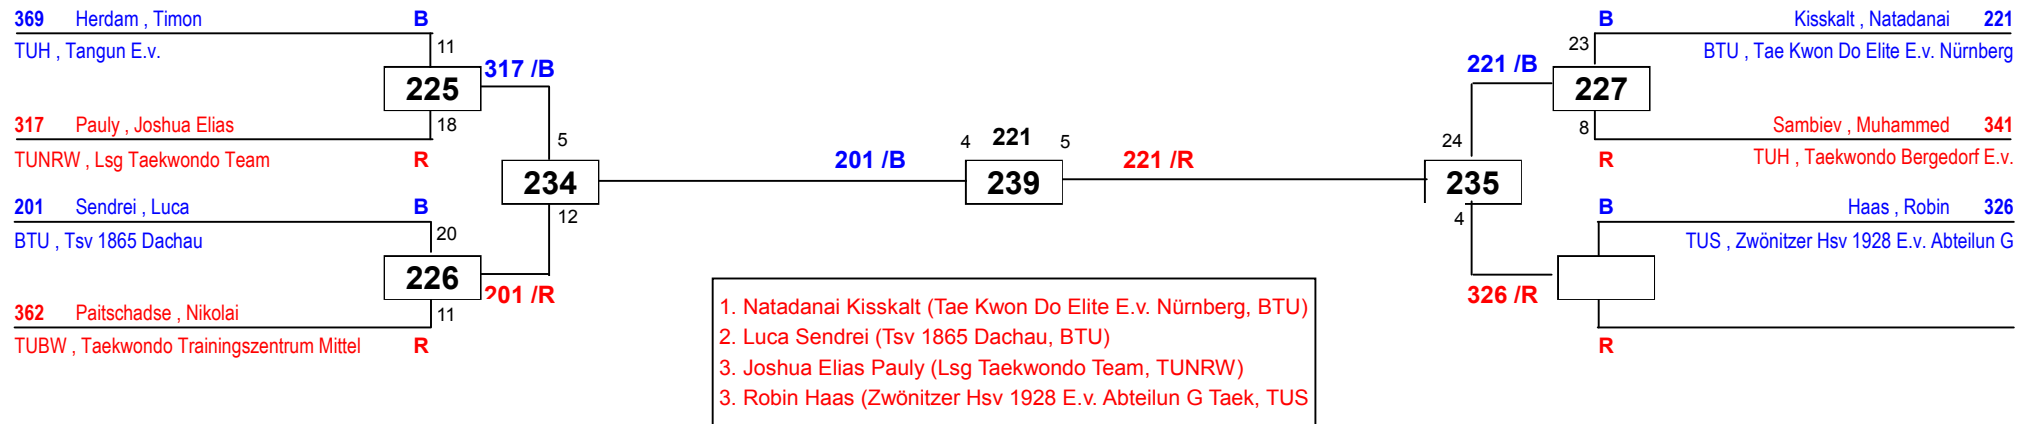 369 Herdam , Timon B
11
TUH , Tangun E.v.
225
317 /B
317 Pauly , Joshua Elias
18
TUNRW , Lsg Taekwondo Team R
5
234
12
201 Sendrei , Luca B
20
BTU , Tsv 1865 Dachau
226
201 /R
362 Paitschadse , Nikolai
11
TUBW , Taekwondo Trainingszentrum Mittel R
201 /B
4 221 5
239
221 /R
B Kisskalt , Natadanai 221
23
BTU , Tae Kwon Do Elite E.v. Nürnberg
221 /B
227
8
Sambiev , Muhammed 341
R TUH , Taekwondo Bergedorf E.v.
24
235
4
B Haas , Robin 326
TUS , Zwönitzer Hsv 1928 E.v. Abteilun G
326 /R
R
1. Natadanai Kisskalt (Tae Kwon Do Elite E.v. Nürnberg, BTU)
2. Luca Sendrei (Tsv 1865 Dachau, BTU)
3. Joshua Elias Pauly (Lsg Taekwondo Team, TUNRW)
3. Robin Haas (Zwönitzer Hsv 1928 E.v. Abteilun G Taek, TUS